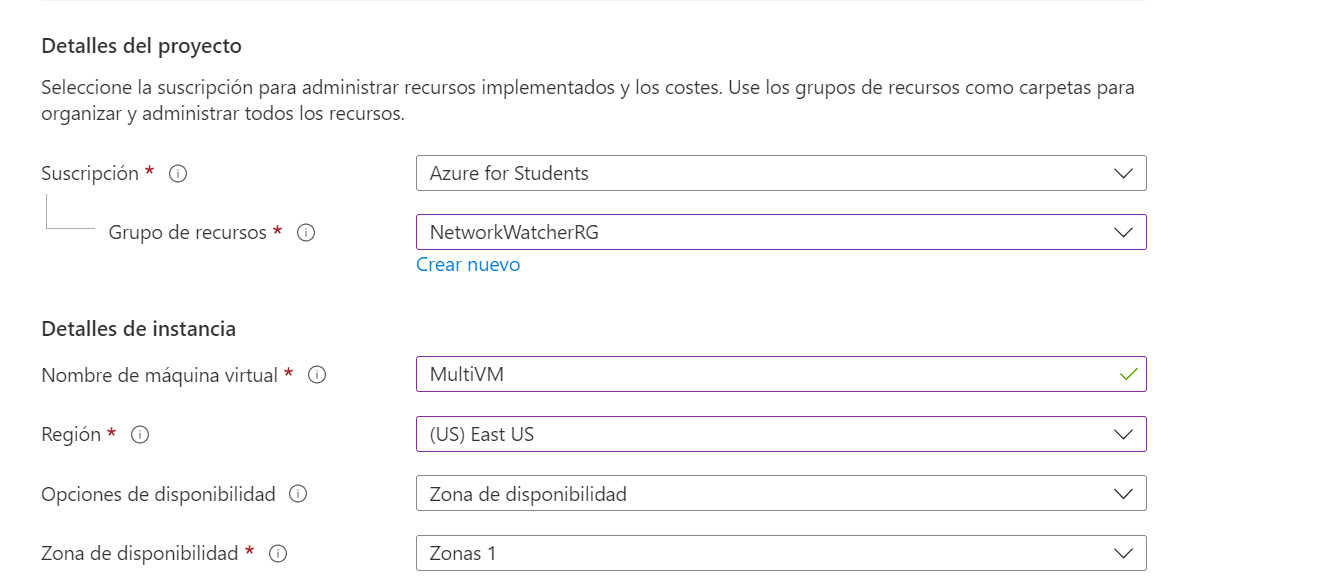 Detalles del proyecto
Seleccione la suscripción para administrar recursos implementados y los costes. Use los grupos de recursos como carpetas para
organizar y administrar todos los recursos.
Suscripción * Azure for Students
Grupo de recursos * NetworkWatcherRG
Crear nuevo
Detalles de instancia
Nombre de máquina virtual * MultiVM
Región * (US) East US
Opciones de disponibilidad Zona de disponibilidad
Zona de disponibilidad * Zonas 1